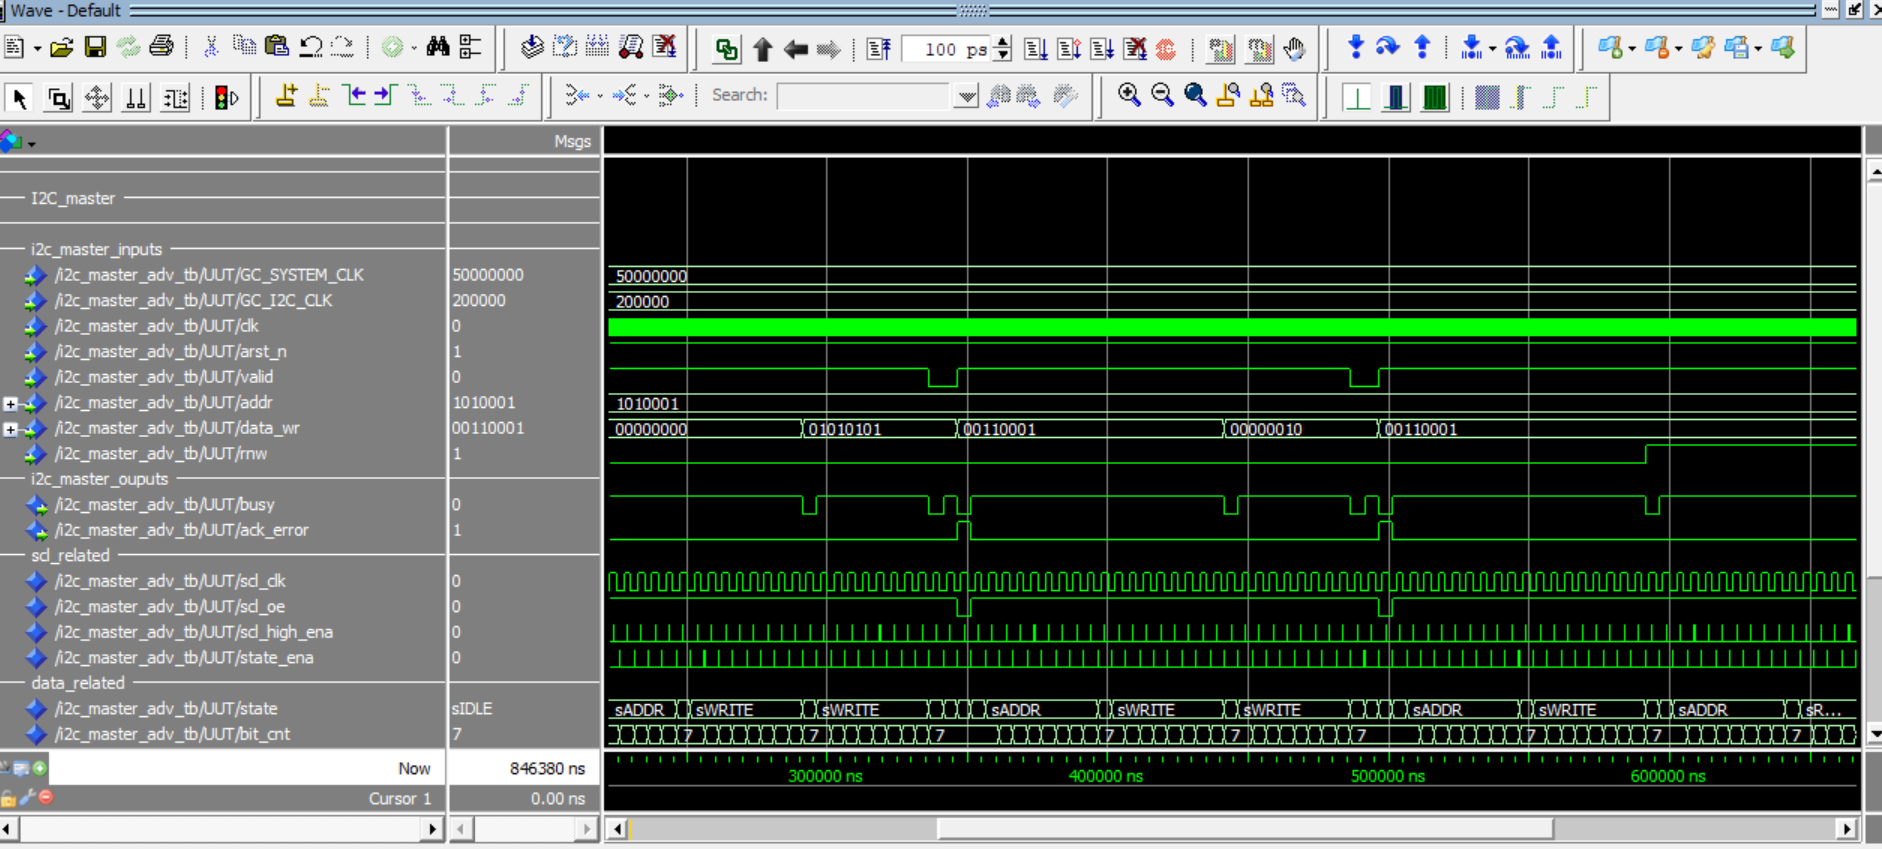 Wave - Default
100 ps
Search:
Msgs
I2C_master
i2c_master_inputs
/i2c_master_adv_tb/UUT/GC_SYSTEM_CLK 50000000 50000000
/i2c_master_adv_tb/UUT/GC_I2C_CLK 200000 200000
/i2c_master_adv_tb/UUT/clk 0
/i2c_master_adv_tb/UUT/arst_n 1
/i2c_master_adv_tb/UUT/valid 0
/i2c_master_adv_tb/UUT/addr 1010001 1010001
/i2c_master_adv_tb/UUT/data_wr 00110001 00000000 01010101 00110001 00000010 00110001
/i2c_master_adv_tb/UUT/rnw 1
i2c_master_ouputs
/i2c_master_adv_tb/UUT/busy 0
/i2c_master_adv_tb/UUT/ack_error 1
scl_related
/i2c_master_adv_tb/UUT/scl_clk 0
/i2c_master_adv_tb/UUT/scl_oe 0
/i2c_master_adv_tb/UUT/scl_high_ena 0
/i2c_master_adv_tb/UUT/state_ena 0
data_related
/i2c_master_adv_tb/UUT/state sIDLE sADDR sWRITE sWRITE sADDR sWRITE sWRITE sADDR sWRITE sADDR sR...
/i2c_master_adv_tb/UUT/bit_cnt 7 7 7 7 7 7 7 7 7 7
Now 846380 ns 300000 ns 400000 ns 500000 ns 600000 ns
Cursor 1 0.00 ns